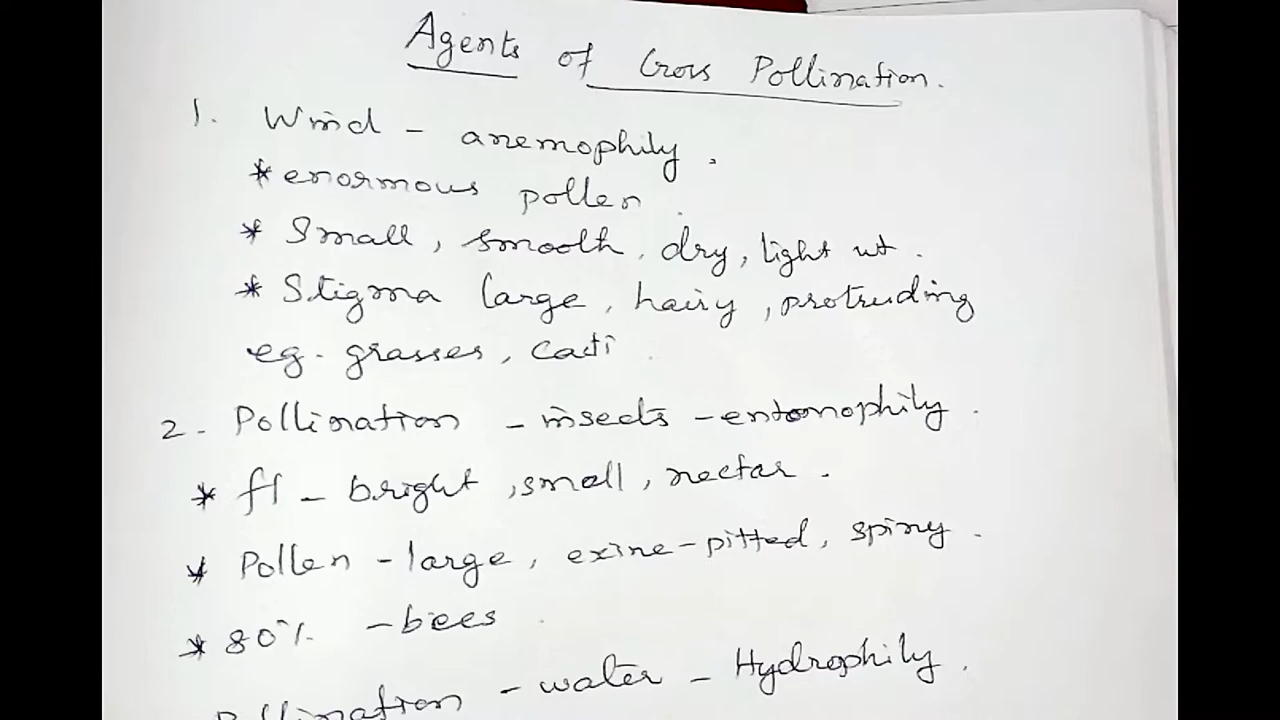 Agents of Cross Pollination.
1. Wind - anemophily.
* enormous pollen.
* Small, smooth, dry, light wt.
* Stigma large, hairy, protruding
eg. grasses, cacti.
2. Pollination - insects - entomophily.
* fl - bright, small, nectar.
* Pollen - large, exine-pitted, spiny.
* 80% - bees.
Pollination - water - Hydrophily.